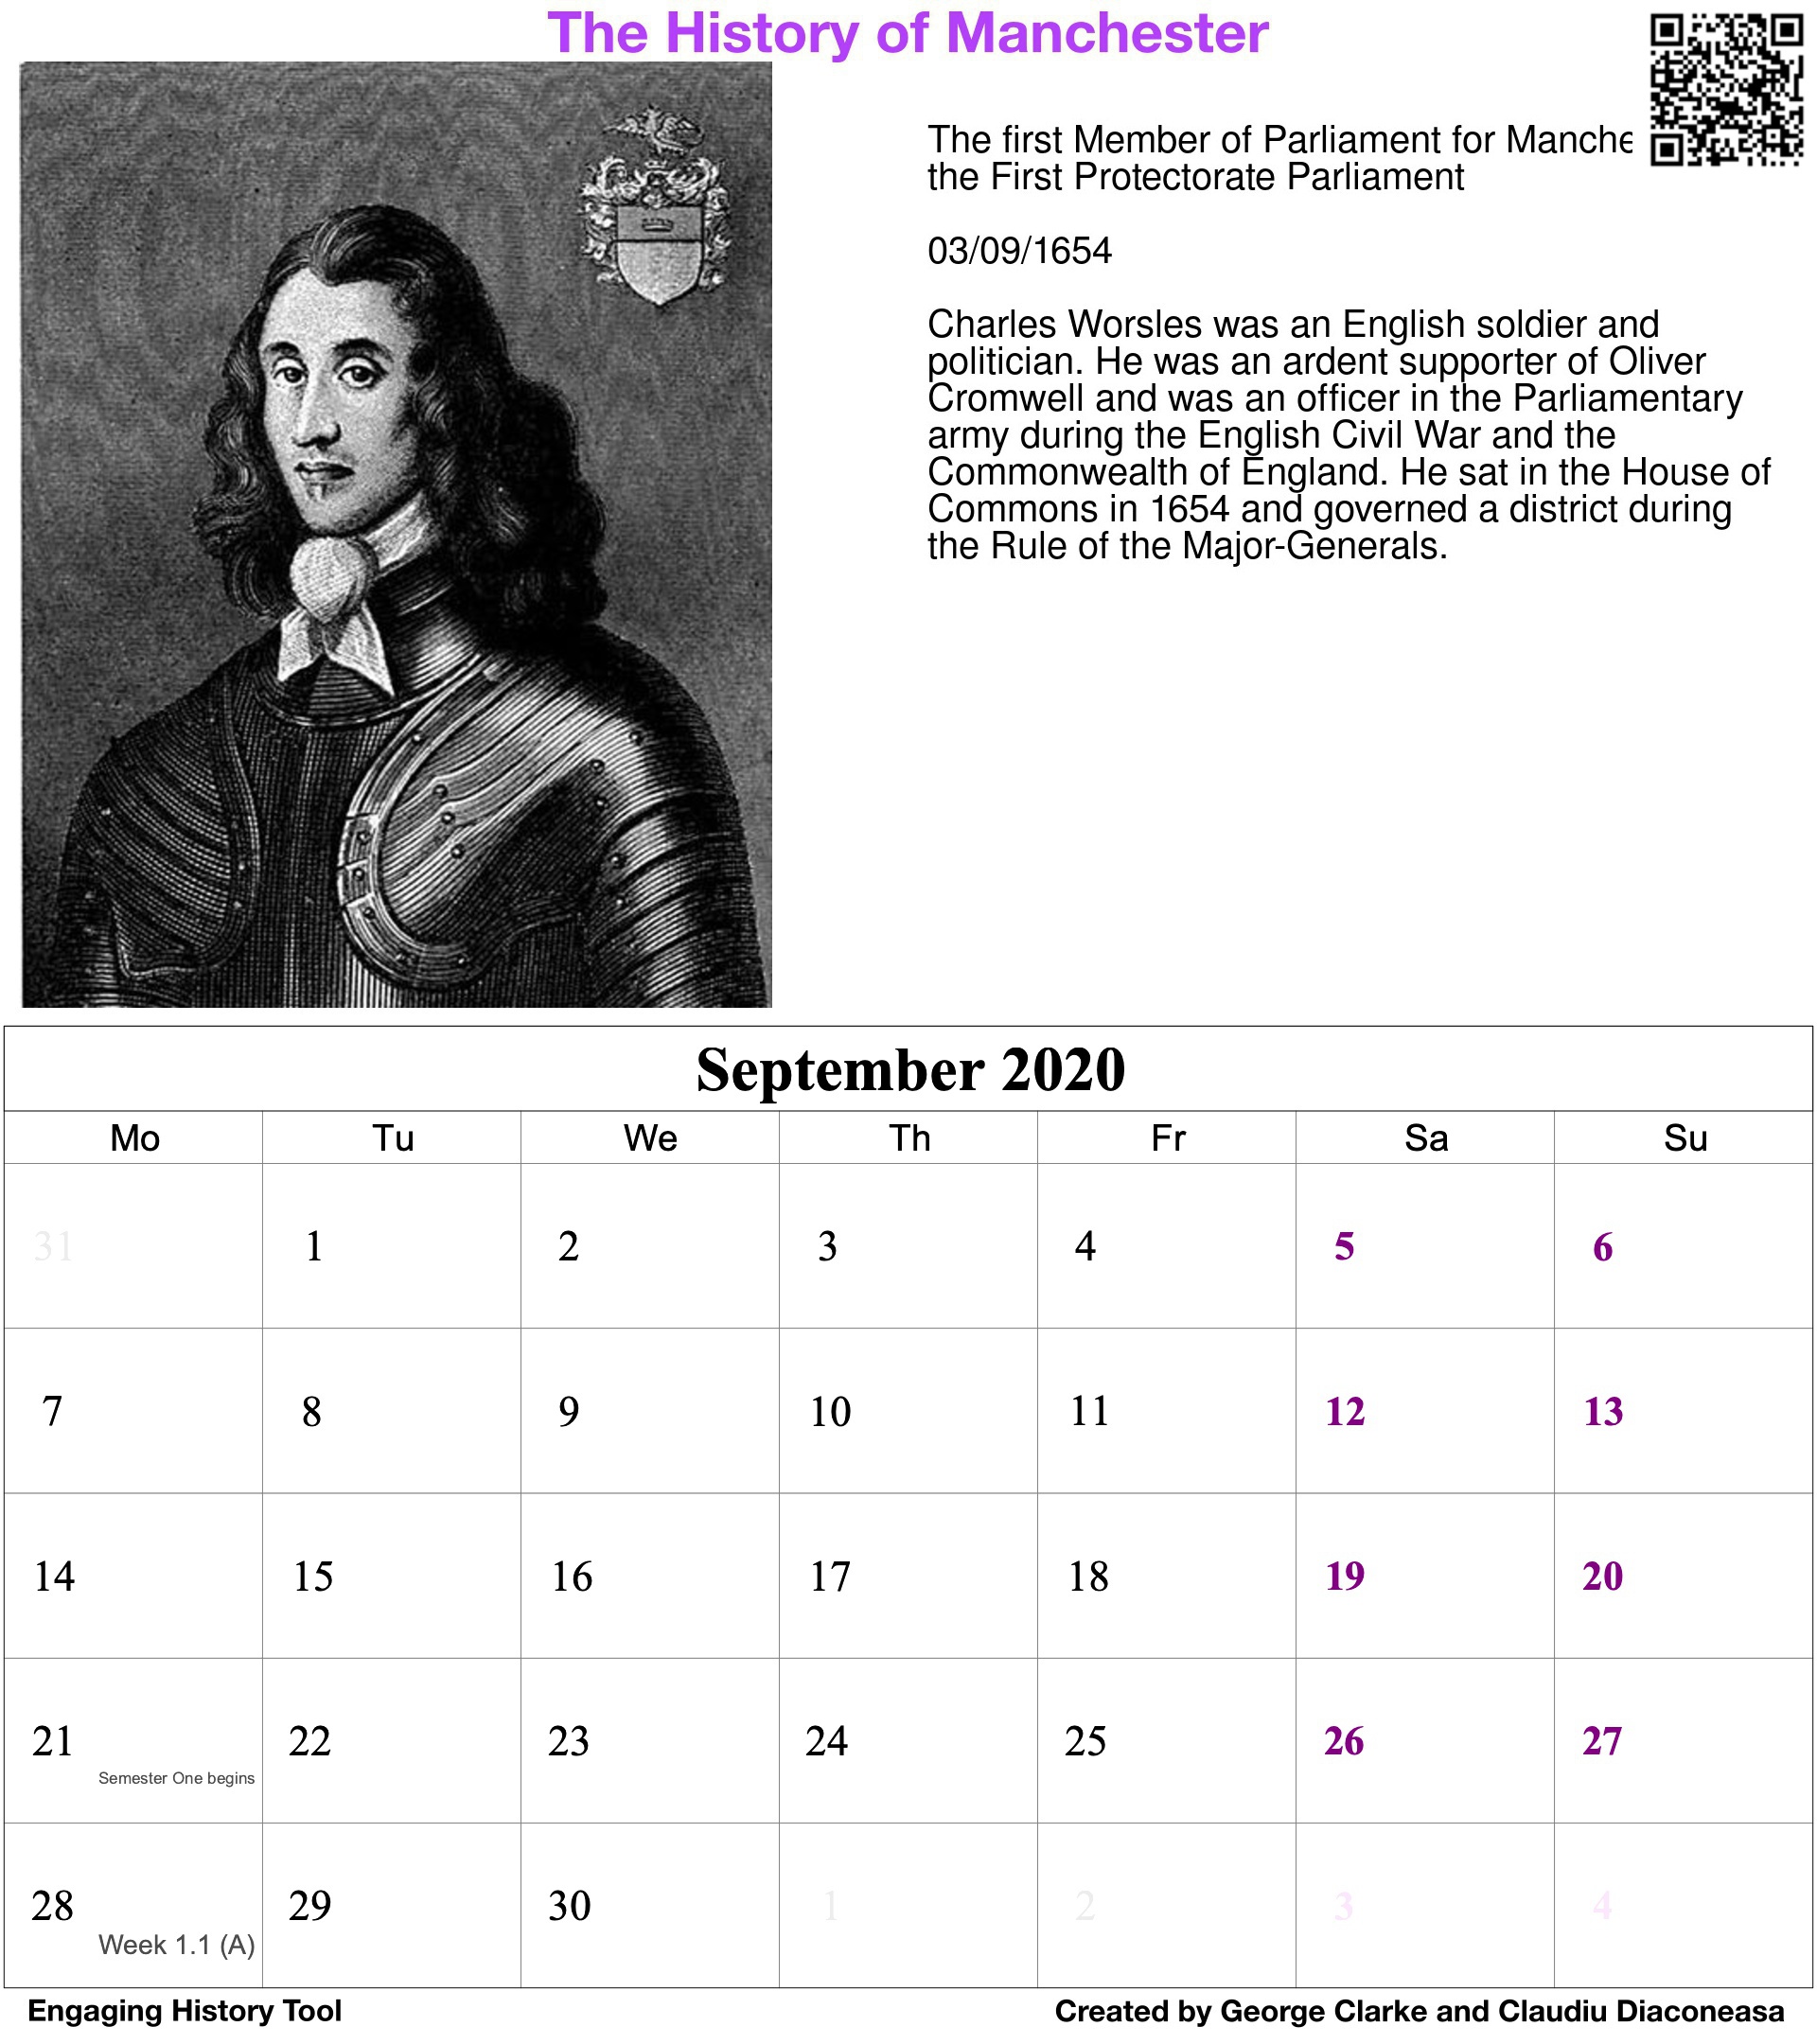 The History of Manchester
The first Member of Parliament for Manche
the First Protectorate Parliament
03/09/1654
Charles Worsles was an English soldier and
politician. He was an ardent supporter of Oliver
Cromwell and was an officer in the Parliamentary
army during the English Civil War and the
Commonwealth of England. He sat in the House of
Commons in 1654 and governed a district during
the Rule of the Major-Generals.
September 2020
Mo Tu We Th Fr Sa Su
31 1 2 3 4 5 6
7 8 9 10 11 12 13
14 15 16 17 18 19 20
21 22 23 24 25 26 27
Semester One begins
28 29 30 1 2 3 4
Week 1.1 (A)
Engaging History Tool Created by George Clarke and Claudiu Diaconeasa